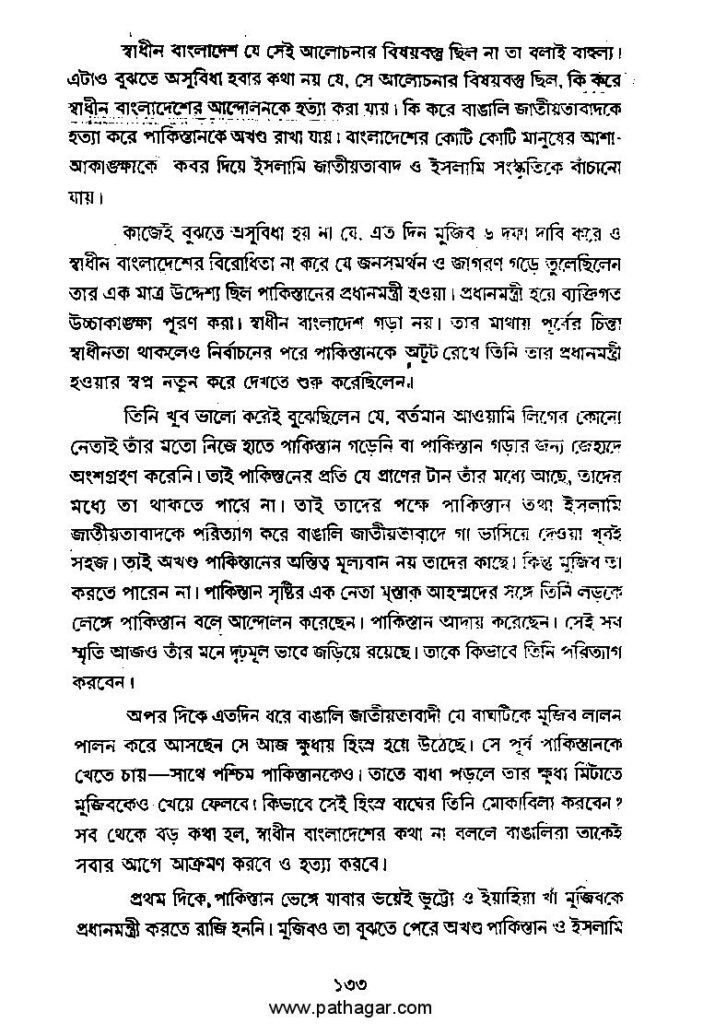 স্বাধীন বাংলাদেশ যে সেই আলোচনার বিষয়বস্তু ছিল না তা বলাই বাহুল্য।
এটাও বুঝতে অসুবিধা হবার কথা নয় যে, সে আলোচনার বিষয়বস্তু ছিল, কি করে
স্বাধীন বাংলাদেশের আন্দোলনকে হত্যা করা যায়। কি করে বাঙালি জাতীয়তাবাদকে
হত্যা করে পাকিস্তানকে অখণ্ড রাখা যায়। বাংলাদেশের কোটি কোটি মানুষের আশা-
আকাঙ্ক্ষাকে কবর দিয়ে ইসলামি জাতীয়তাবাদ ও ইসলামি সংস্কৃতিকে বাঁচানো
যায়।
কাজেই বুঝতে অসুবিধা হয় না যে, এত দিন মুজিব ৬ দফা দাবি করে ও
স্বাধীন বাংলাদেশের বিরোধিতা না করে যে জনসমর্থন ও জাগরণ গড়ে তুলেছিলেন
তার এক মাত্র উদ্দেশ্য ছিল পাকিস্তানের প্রধানমন্ত্রী হওয়া। প্রধানমন্ত্রী হয়ে ব্যক্তিগত
উচ্চাকাঙ্ক্ষা পূরণ করা। স্বাধীন বাংলাদেশ গড়া নয়। তার মাথায় পূর্বের চিন্তা
স্বাধীনতা থাকলেও নির্বাচনের পরে পাকিস্তানকে অটুট রেখে তিনি তার প্রধানমন্ত্রী
হওয়ার স্বপ্ন নতুন করে দেখতে শুরু করেছিলেন।
তিনি খুব ভালো করেই বুঝেছিলেন যে, বর্তমান আওয়ামি লিগের কোনো
নেতাই তাঁর মতো নিজে হাতে পাকিস্তান গড়েনি বা পাকিস্তান গড়ার জন্য জেহাদে
অংশগ্রহণ করেনি। ত্যই পাকিস্তনের প্রতি যে প্রাণের টান তাঁর মধ্যে আছে, তাদের
মধ্যে তা থাকতে পারে না। তাই তাদের পক্ষে পাকিস্তান তথা ইসলামি
জাতীয়তাবাদকে পরিত্যাগ করে বাঙালি জাতীয়তাবাদে গা ভাসিয়ে দেওয়া খুবই
সহজ। তাই অখণ্ড পাকিস্তানের অস্তিত্ব মূল্যবান নয় তাদের কাছে। কিন্তু মুজিব তা
করতে পারেন না। পাকিস্তান সৃষ্টির এক নেতা মুস্তাক আহম্মদের সঙ্গে তিনি লড়কে
লেঙ্গে পাকিস্তান বলে আন্দোলন করেছেন। পাকিস্তান আদায় করেছেন। সেই সব
স্মৃতি আজও তাঁর মনে দৃঢ়মূল ভাবে জড়িয়ে রয়েছে। তাকে কিভাবে তিনি পরিত্যাগ
করবেন।
অপর দিকে এতদিন ধরে বাঙালি জাতীয়তাবাদী যে বাঘটিকে মুজিব লালন
পালন করে আসছেন সে আজ ক্ষুধায় হিংস্র হয়ে উঠেছে। সে পূর্ব পাকিস্তানকে
খেতে চায়—সাথে পশ্চিম পাকিস্তানকেও। তাতে বাধা পড়লে তার ক্ষুধা মিটাতে
মুজিবকেও খেয়ে ফেলবে! কিভাবে সেই হিংস্র বাঘের তিনি মোকাবিলা করবেন?
সব থেকে বড় কথা হল, স্বাধীন বাংলাদেশের কথা না বললে বাঙালিরা তাকেই
সবার আগে আক্রমণ করবে ও হত্যা করবে।
প্রথম দিকে, পাকিস্তান ভেঙ্গে যাবার ভয়েই ভুট্টো ও ইয়াহিয়া খাঁ মুজিবকে
প্রধানমন্ত্রী করতে রাজি হননি। মুজিবও তা বুঝতে পেরে অখণ্ড পাকিস্তান ও ইসলামি
১৩৩
www.pathagar.com